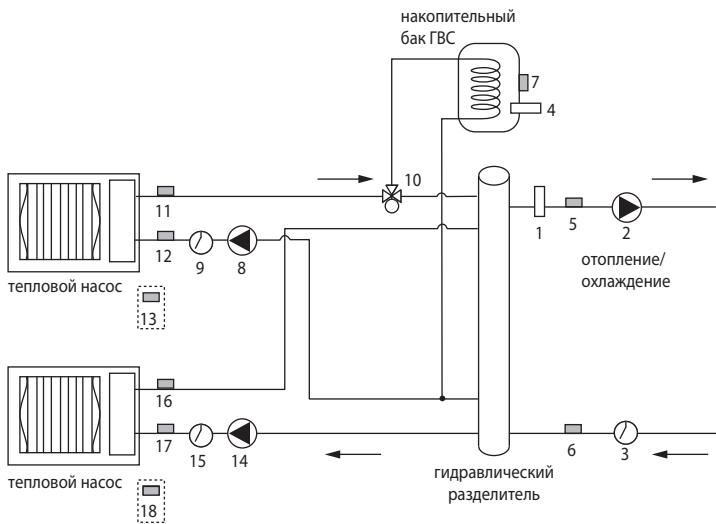 накопительный
бак ГВС
7
4
10
11
1
5
2
12
9
8
отопление/
охлаждение
тепловой насос
13
16
17
15
14
6
3
гидравлический
разделитель
тепловой насос
18